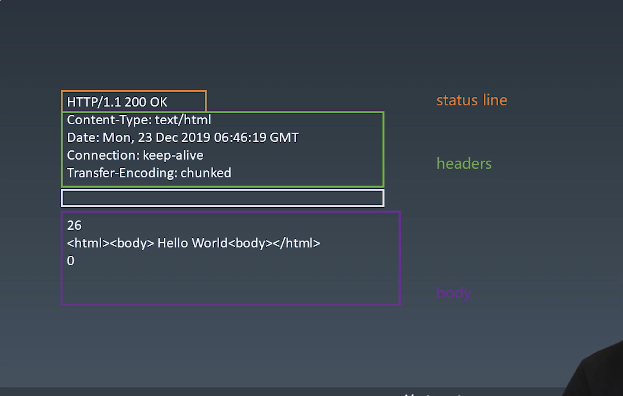 HTTP/1.1 200 OK
status line
Content-Type: text/html
Date: Mon, 23 Dec 2019 06:46:19 GMT
Connection: keep-alive
headers
Transfer-Encoding: chunked
26
<html><body> Hello World<body></html>
0
body